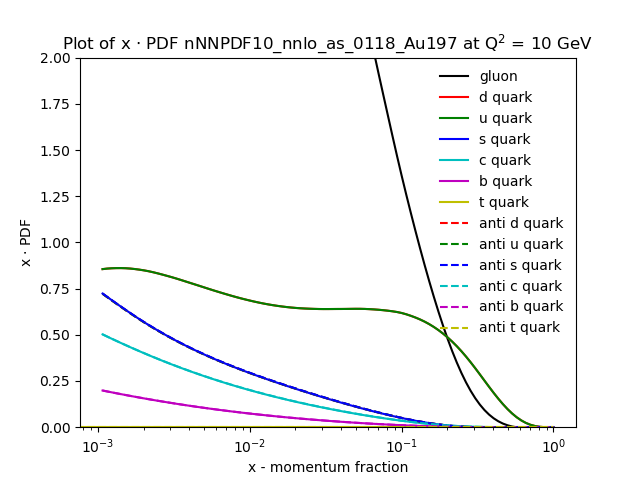 Plot of x · PDF nNNPDF10_nnlo_as_0118_Au197 at Q² = 10 GeV
2.00
1.75
1.50
1.25
1.00
0.75
0.50
0.25
0.00
x · PDF
gluon
d quark
u quark
s quark
c quark
b quark
t quark
anti d quark
anti u quark
anti s quark
anti c quark
anti b quark
anti t quark
10⁻³ 10⁻² 10⁻¹ 10⁰
x - momentum fraction